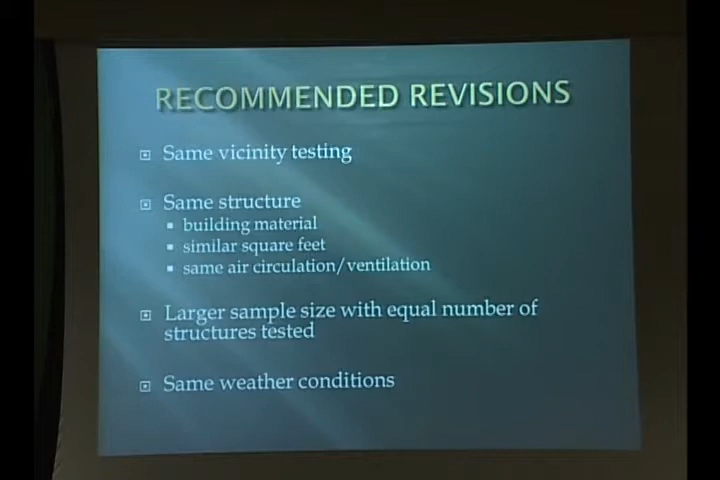 RECOMMENDED REVISIONS
Same vicinity testing
Same structure
building material
similar square feet
same air circulation/ventilation
Larger sample size with equal number of
structures tested
Same weather conditions